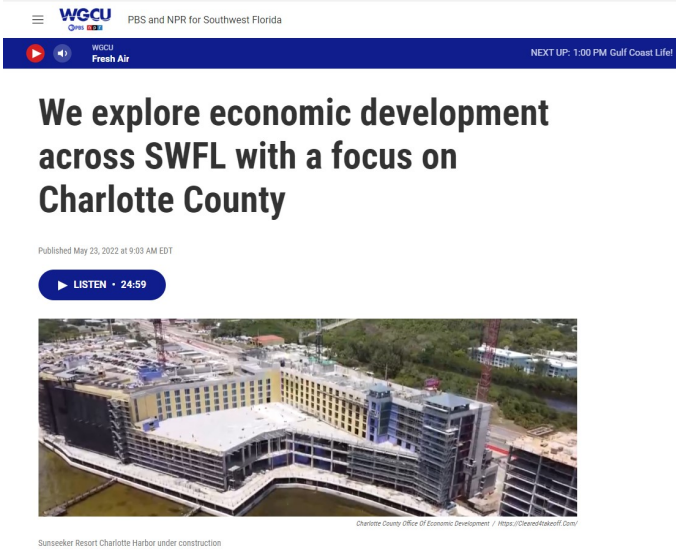 WGCU
PBS npr
PBS and NPR for Southwest Florida
WGCU
Fresh Air
NEXT UP: 1:00 PM Gulf Coast Life!
We explore economic development
across SWFL with a focus on
Charlotte County
Published May 23, 2022 at 9:03 AM EDT
LISTEN • 24:59
Charlotte County Office Of Economic Development / Https://Cleared4takeoff.Com/
Sunseeker Resort Charlotte Harbor under construction